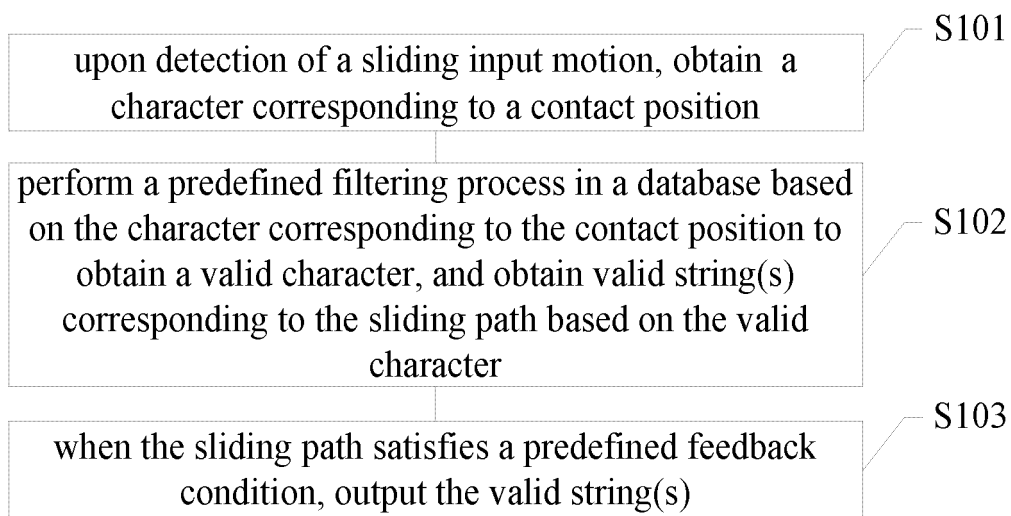 S101
upon detection of a sliding input motion, obtain a
character corresponding to a contact position
perform a predefined filtering process in a database based
on the character corresponding to the contact position to
obtain a valid character, and obtain valid string(s)
corresponding to the sliding path based on the valid
character
S102
when the sliding path satisfies a predefined feedback
condition, output the valid string(s)
S103